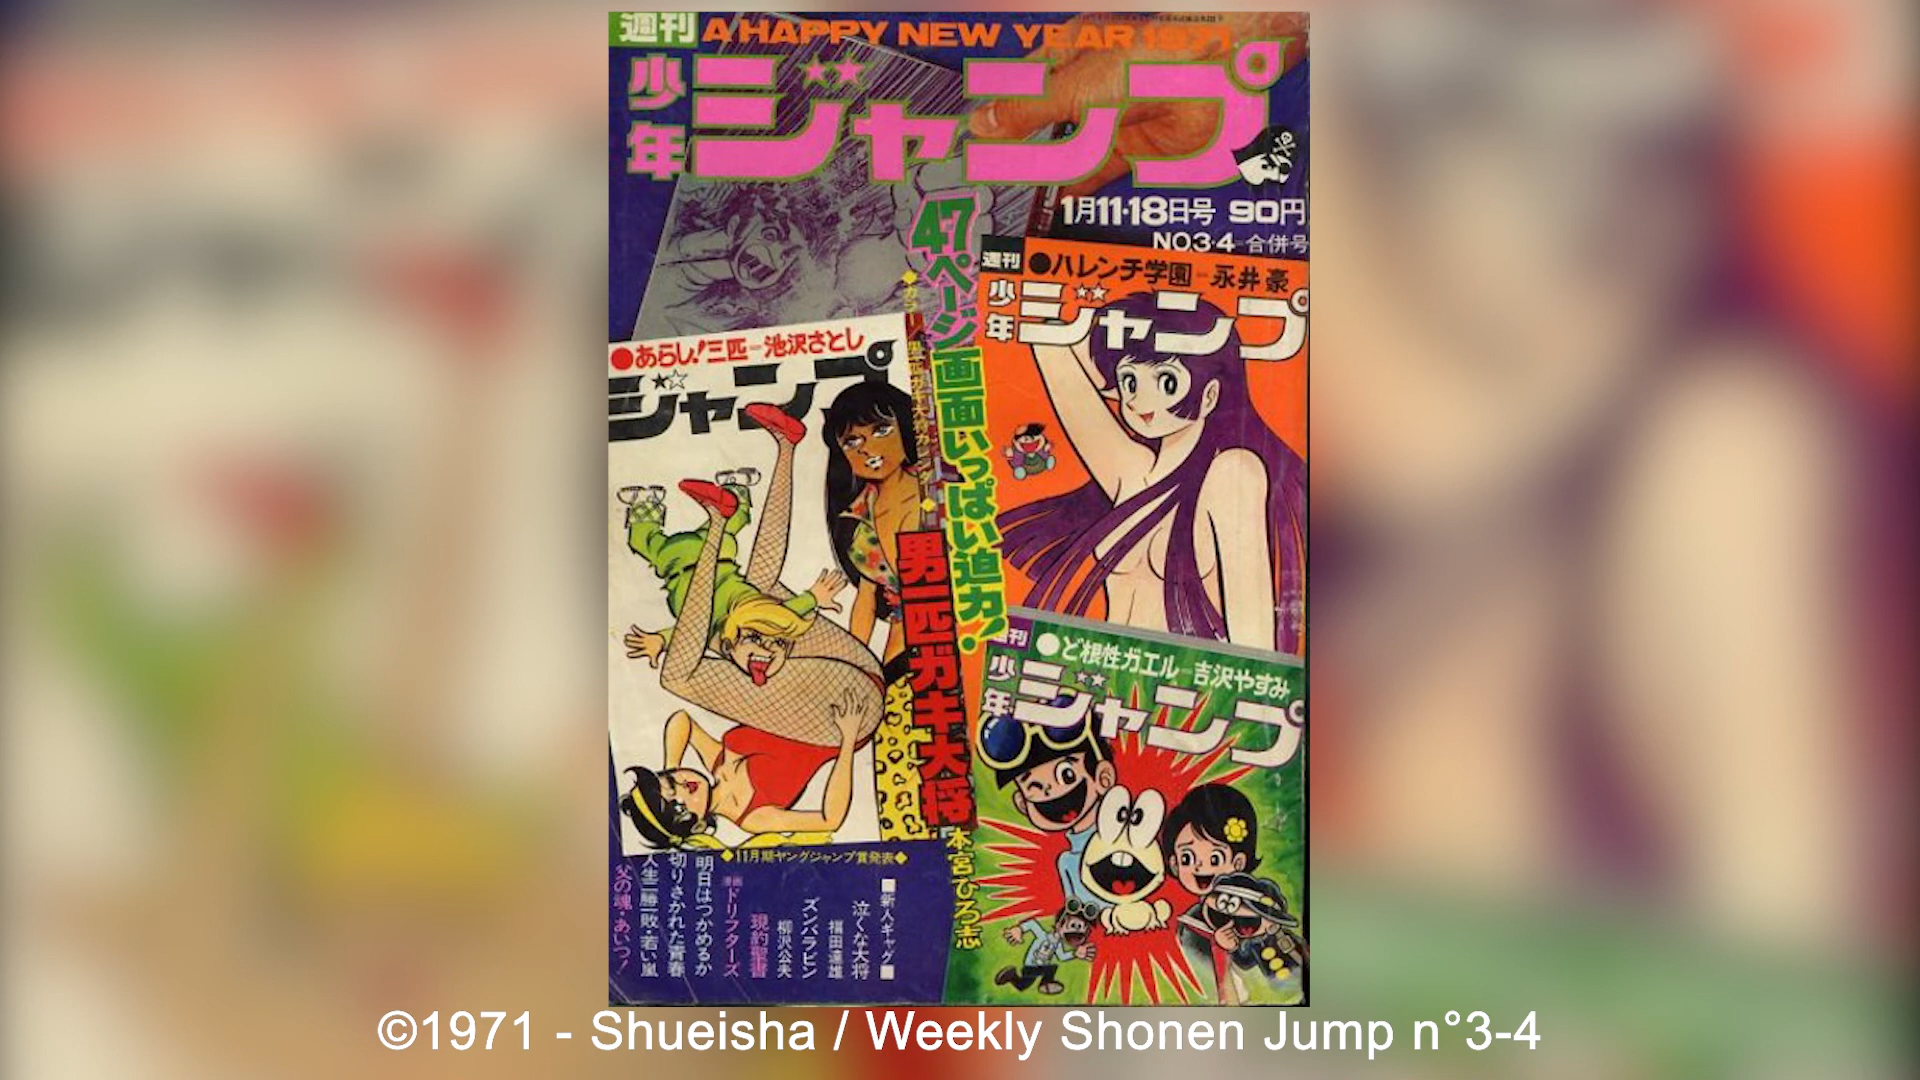 週刊
A HAPPY NEW YEAR 1971
少年
ジャンプ
1月11・18日号 90円
NO.3・4 合併号
47ページ画面いっぱい迫力!
男一匹ガキ大将
本宮ひろ志
週刊
●ハレンチ学園=永井豪
少年
ジャンプ
●あらし!三匹=池沢さとし
ジャンプ
週刊
●ど根性ガエル=吉沢やすみ
少年
ジャンプ
◆11月期ヤングジャンプ賞発表◆
■新人ギャグ■
泣くな大将
福田達雄
ズンバラビン
柳沢公夫
現約聖書
ドリフターズ
明日はつかめるか
切りさかれた青春
人生二勝一敗・若い嵐
父の魂・あいつ!
©1971 - Shueisha / Weekly Shonen Jump n°3-4